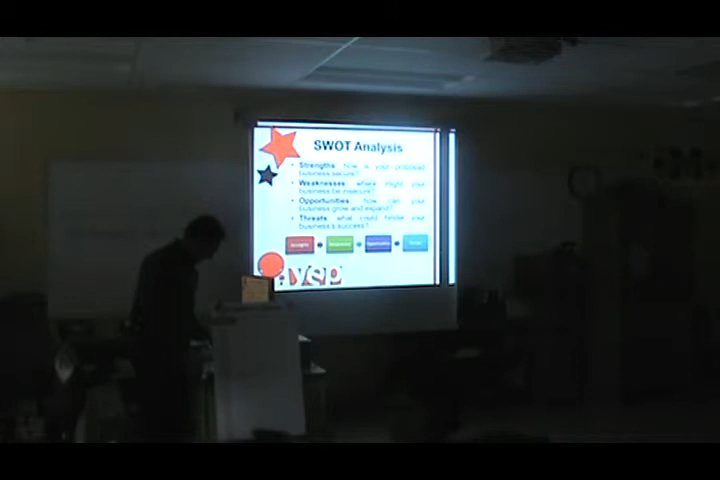 SWOT Analysis
• Strengths: how is your proposed
business secure?
• Weaknesses: where might your
business be insecure?
• Opportunities: how can your
business grow and expand?
• Threats: what could hinder your
business's success?
Strengths Weaknesses Opportunities Threats
ysp